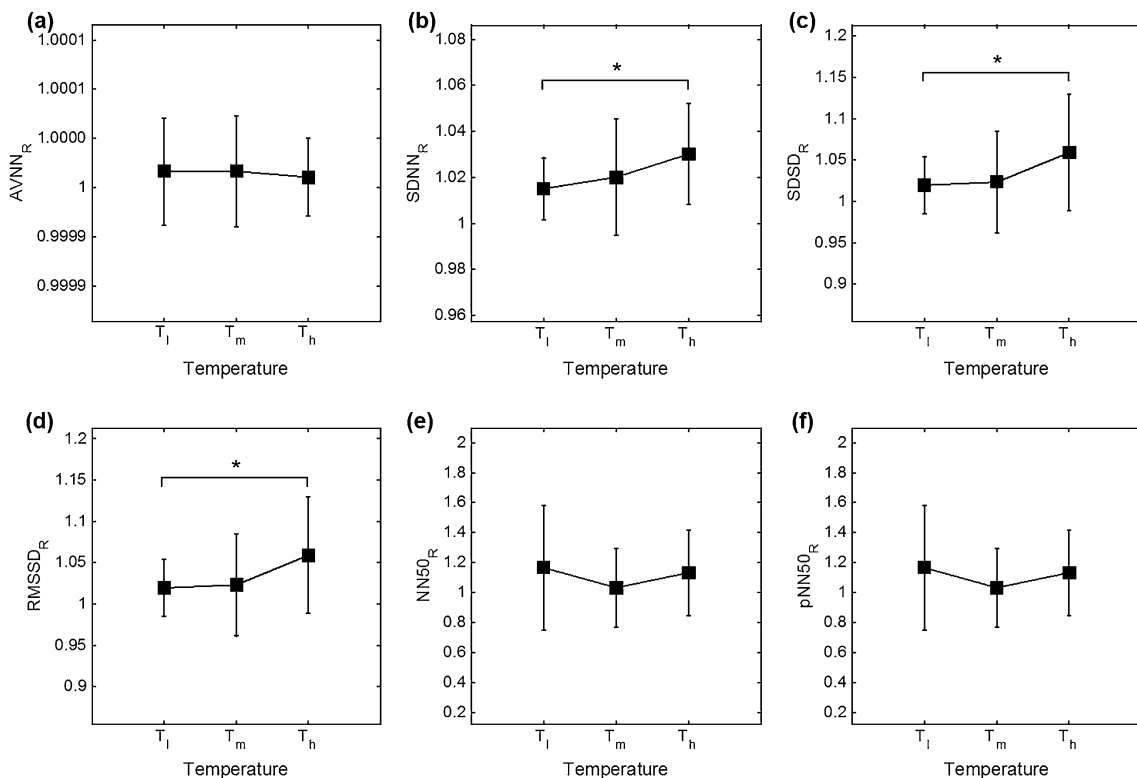 (a)
1.0001
1.0001
1.0000
1
0.9999
0.9999
AVNN_R
T_l T_m T_h
Temperature
(b)
1.08
1.06
1.04
1.02
1
0.98
0.96
SDNN_R
*
T_l T_m T_h
Temperature
(c)
1.2
1.15
1.1
1.05
1
0.95
0.9
SDSD_R
*
T_l T_m T_h
Temperature
(d)
1.2
1.15
1.1
1.05
1
0.95
0.9
RMSSD_R
*
T_l T_m T_h
Temperature
(e)
2
1.8
1.6
1.4
1.2
1
0.8
0.6
0.4
0.2
NN50_R
T_l T_m T_h
Temperature
(f)
2
1.8
1.6
1.4
1.2
1
0.8
0.6
0.4
0.2
pNN50_R
T_l T_m T_h
Temperature